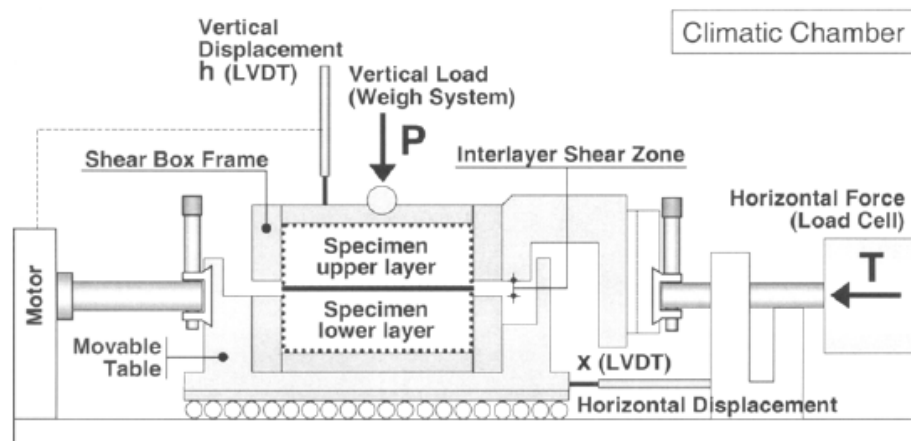 Climatic Chamber
Vertical
Displacement
h (LVDT)
Vertical Load
(Weigh System)
P
Shear Box Frame
Interlayer Shear Zone
Horizontal Force
(Load Cell)
T
Specimen
upper layer
Specimen
lower layer
Motor
Movable
Table
x (LVDT)
Horizontal Displacement